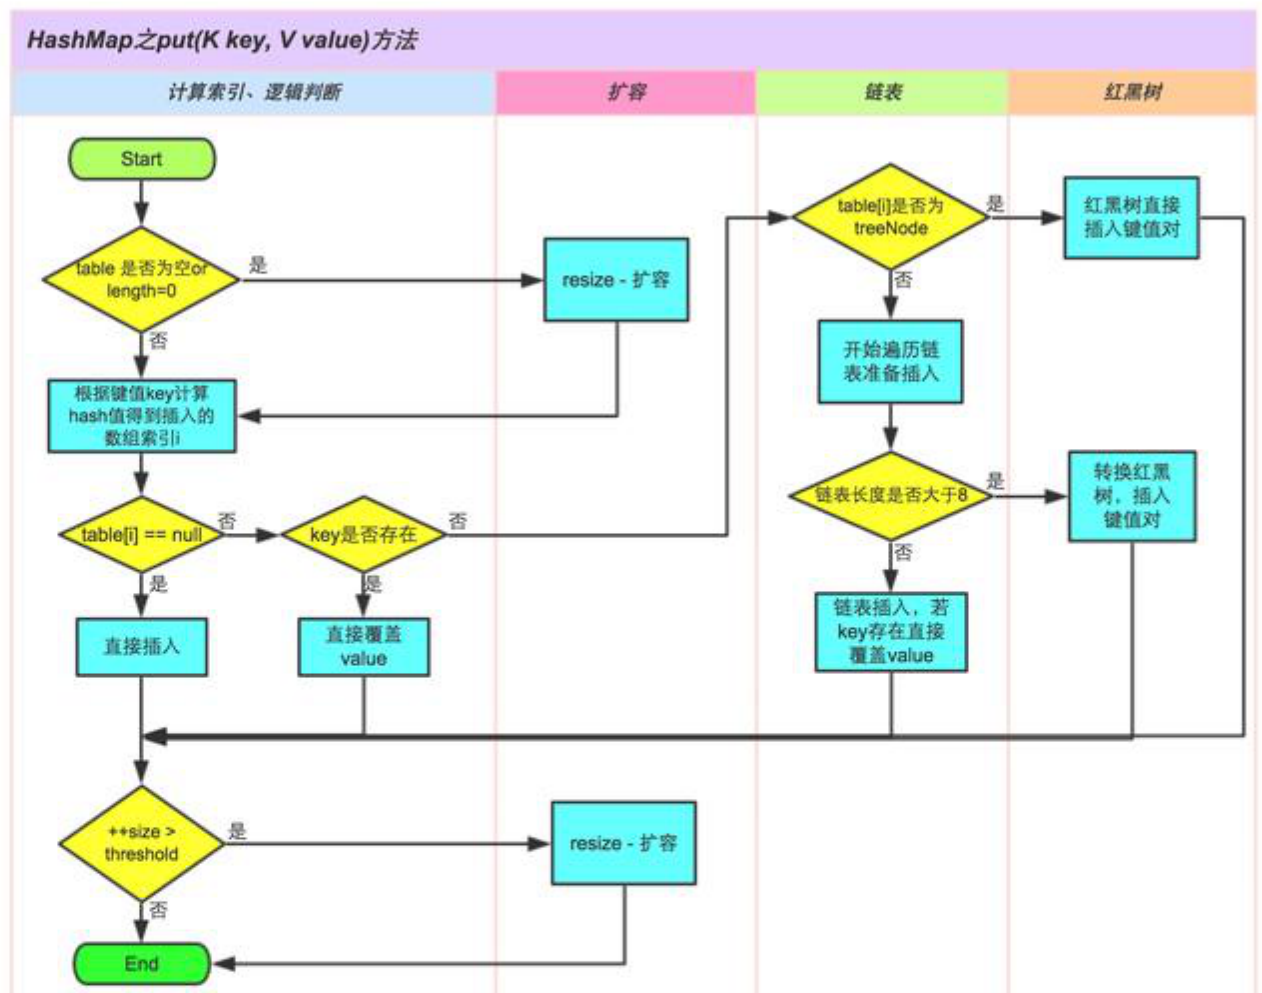 HashMap之put(K key, V value)方法
计算索引、逻辑判断
扩容
链表
红黑树
Start
table 是否为空or
length=0
是
resize - 扩容
否
根据键值key计算
hash值得到插入的
数组索引i
table[i] == null
否
key是否存在
否
是
直接插入
是
直接覆盖
value
table[i]是否为
treeNode
是
红黑树直接
插入键值对
否
开始遍历链
表准备插入
链表长度是否大于8
是
转换红黑
树，插入
键值对
否
链表插入，若
key存在直接
覆盖value
++size >
threshold
是
resize - 扩容
否
End